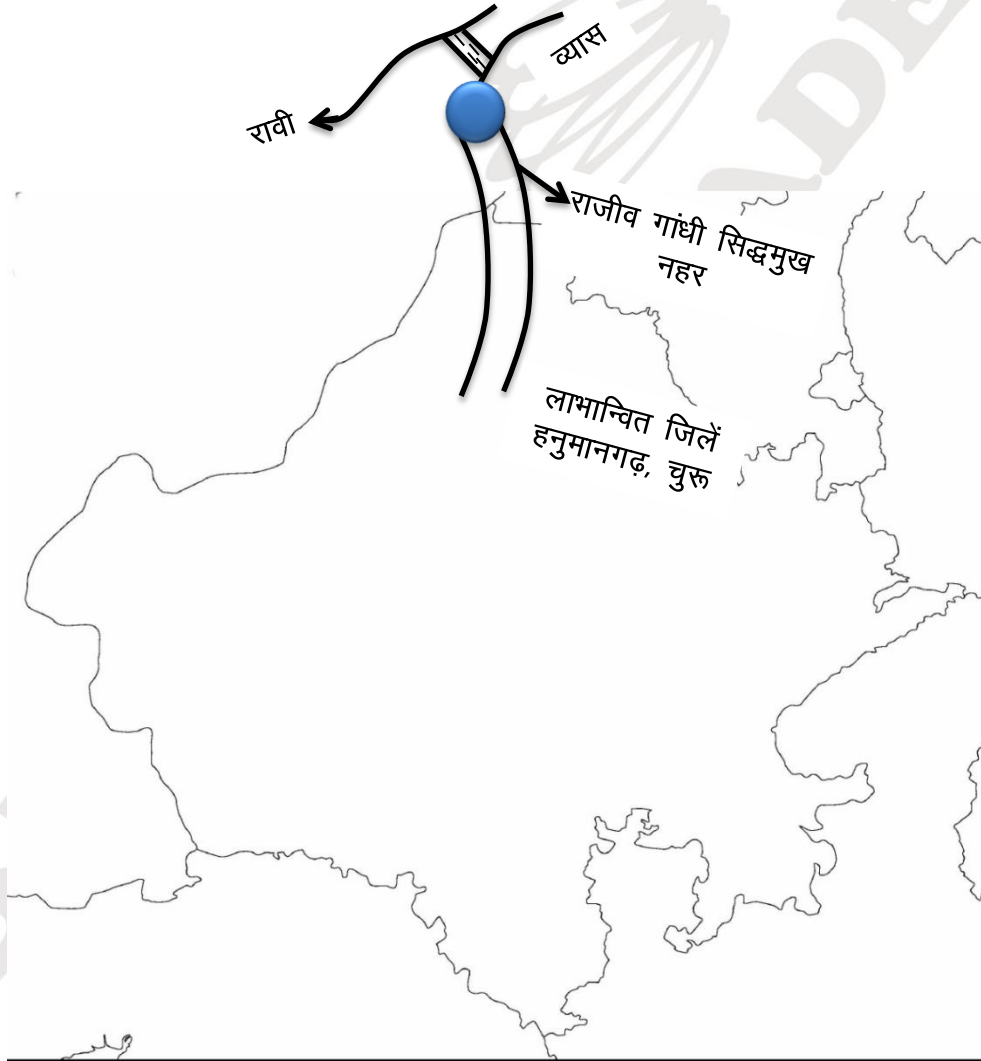 व्यास
रावी
राजीव गांधी सिद्धमुख
नहर
लाभान्वित जिलें
हनुमानगढ़, चुरू